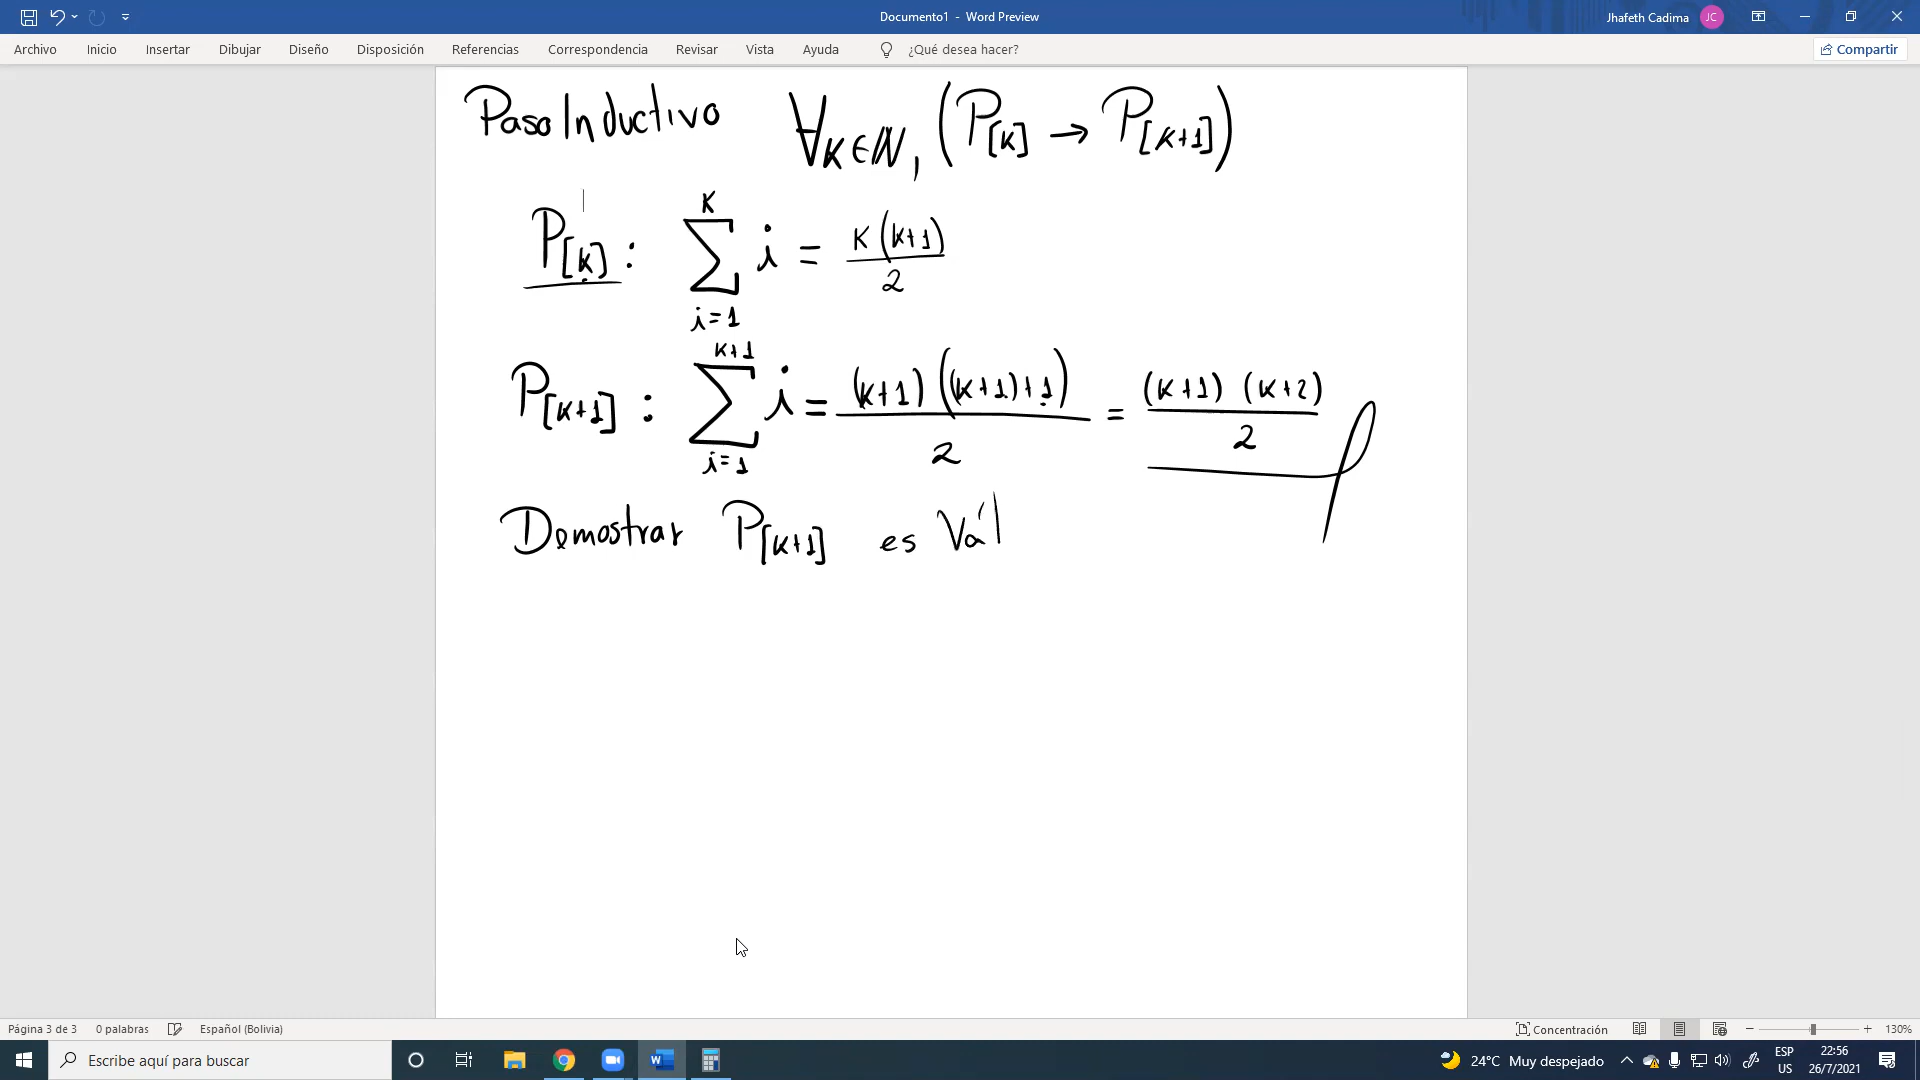 Documento1 - Word Preview
Jhafeth Cadima
JC
Archivo Inicio Insertar Dibujar Diseño Disposición Referencias Correspondencia Revisar Vista Ayuda ¿Qué desea hacer? Compartir
Paso Inductivo ∀K∈ℕ, (P[K] → P[K+1])
P[K] : ∑_{i=1}^{K} i = K(K+1)/2
P[K+1] : ∑_{i=1}^{K+1} i = (K+1)((K+1)+1)/2 = (K+1)(K+2)/2
Demostrar P[K+1] es Vál
Página 3 de 3 0 palabras Español (Bolivia) Concentración 130%
Escribe aquí para buscar
24°C Muy despejado
ESP
US
22:56
26/7/2021